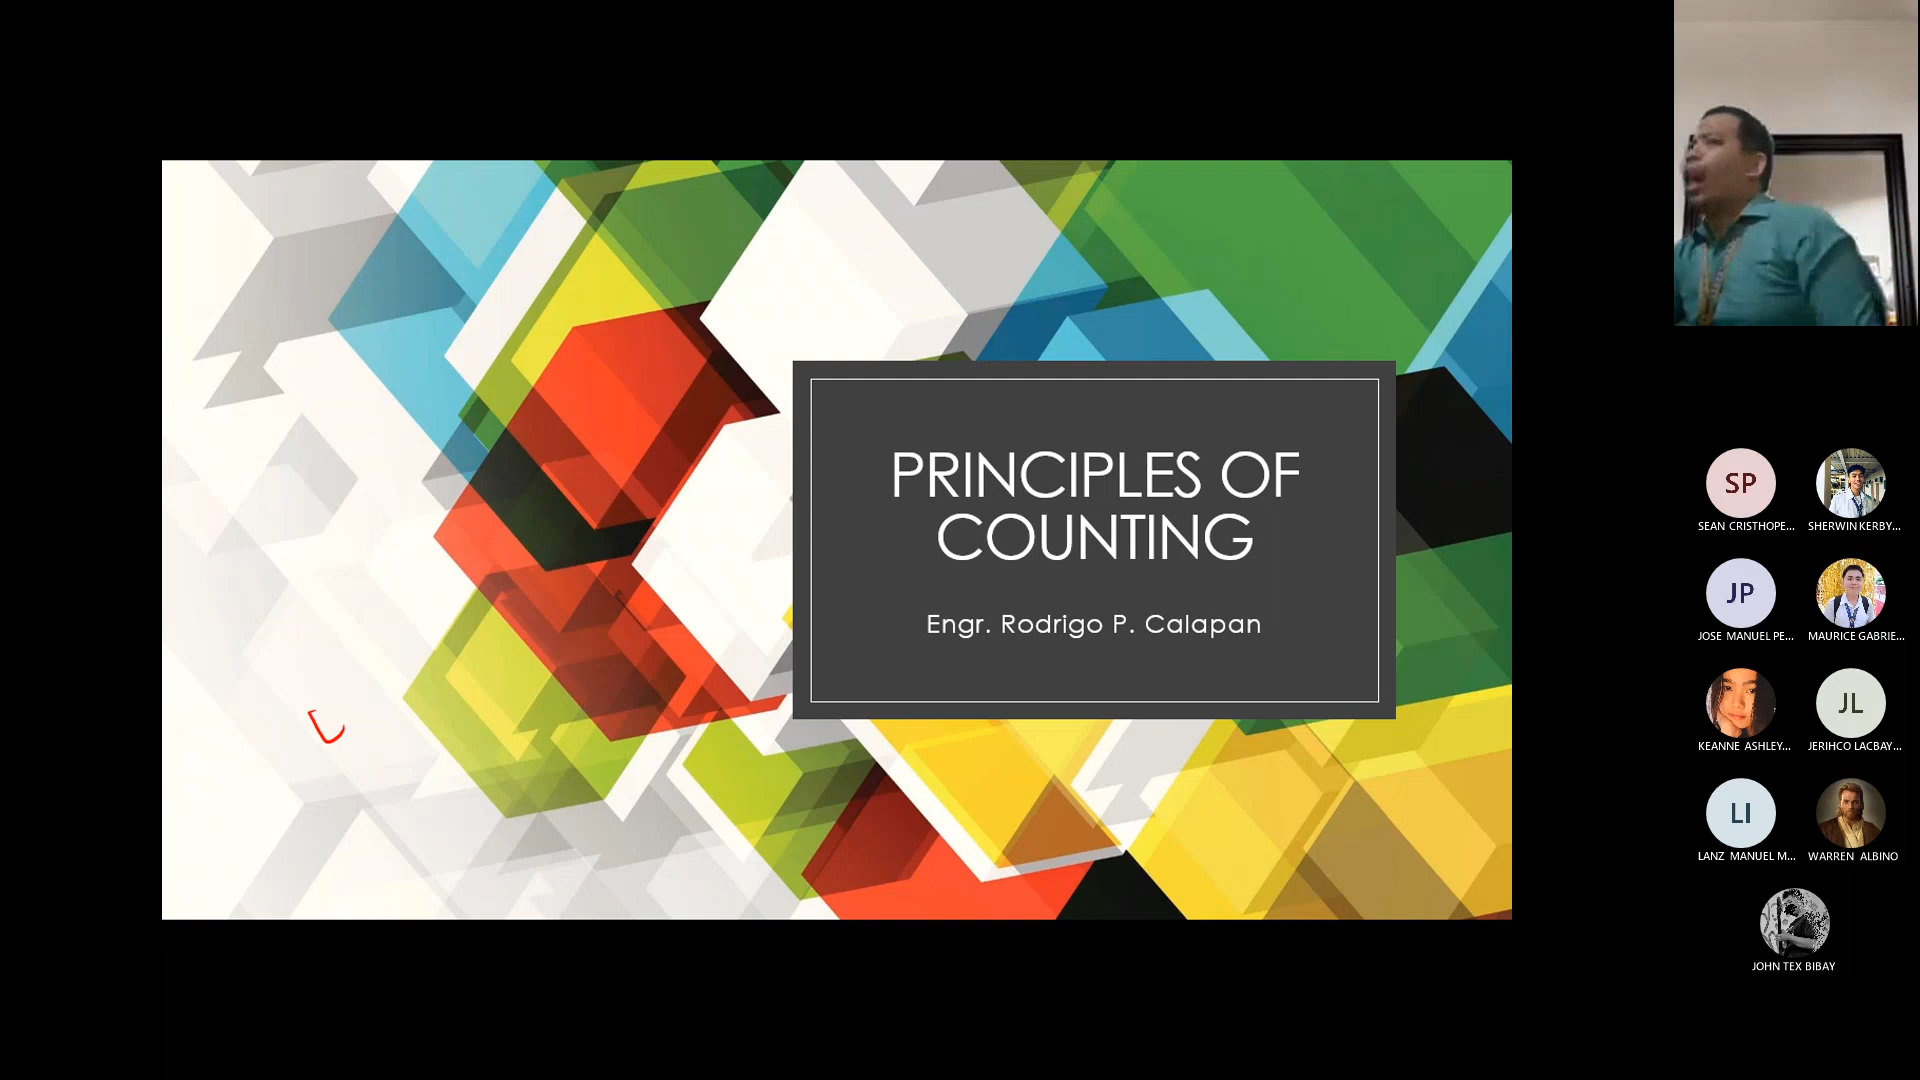 PRINCIPLES OF
COUNTING
Engr. Rodrigo P. Calapan
SP
SEAN CRISTHOPE...
SHERWIN KERBY...
JP
JOSE MANUEL PE...
MAURICE GABRIE...
KEANNE ASHLEY...
JL
JERIHCO LACBAY...
LI
LANZ MANUEL M...
WARREN ALBINO
JOHN TEX BIBAY